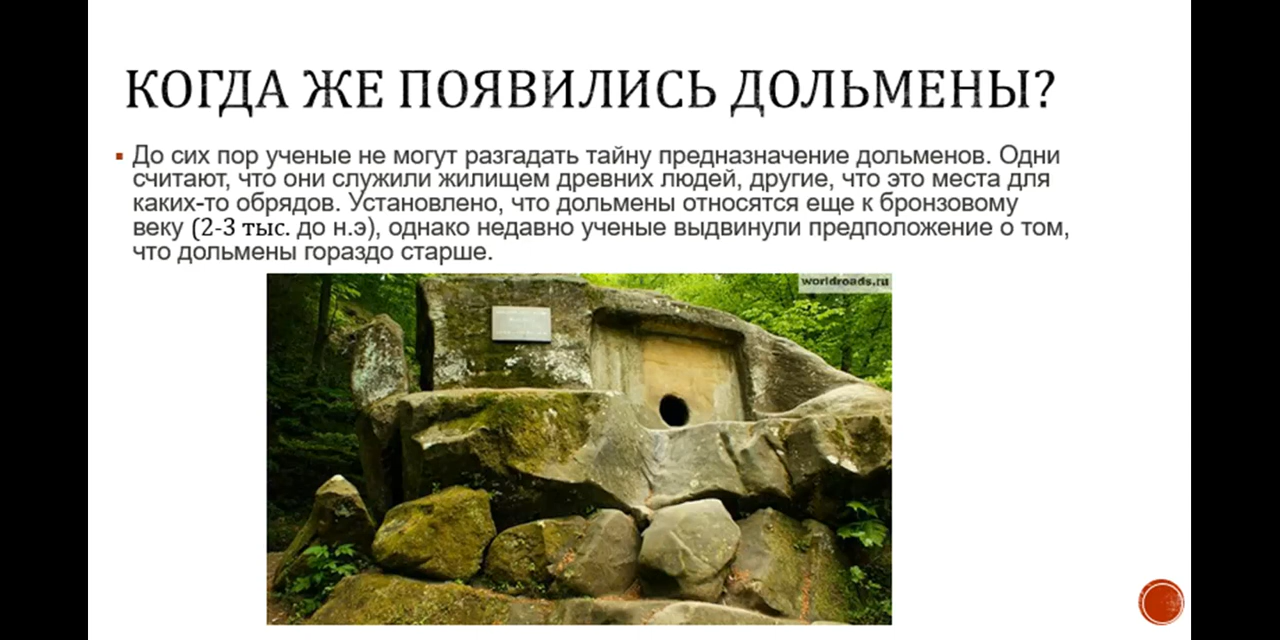 КОГДА ЖЕ ПОЯВИЛИСЬ ДОЛЬМЕНЫ?
До сих пор ученые не могут разгадать тайну предназначение дольменов. Одни
считают, что они служили жилищем древних людей, другие, что это места для
каких-то обрядов. Установлено, что дольмены относятся еще к бронзовому
веку (2-3 тыс. до н.э), однако недавно ученые выдвинули предположение о том,
что дольмены гораздо старше.
worldroads.ru